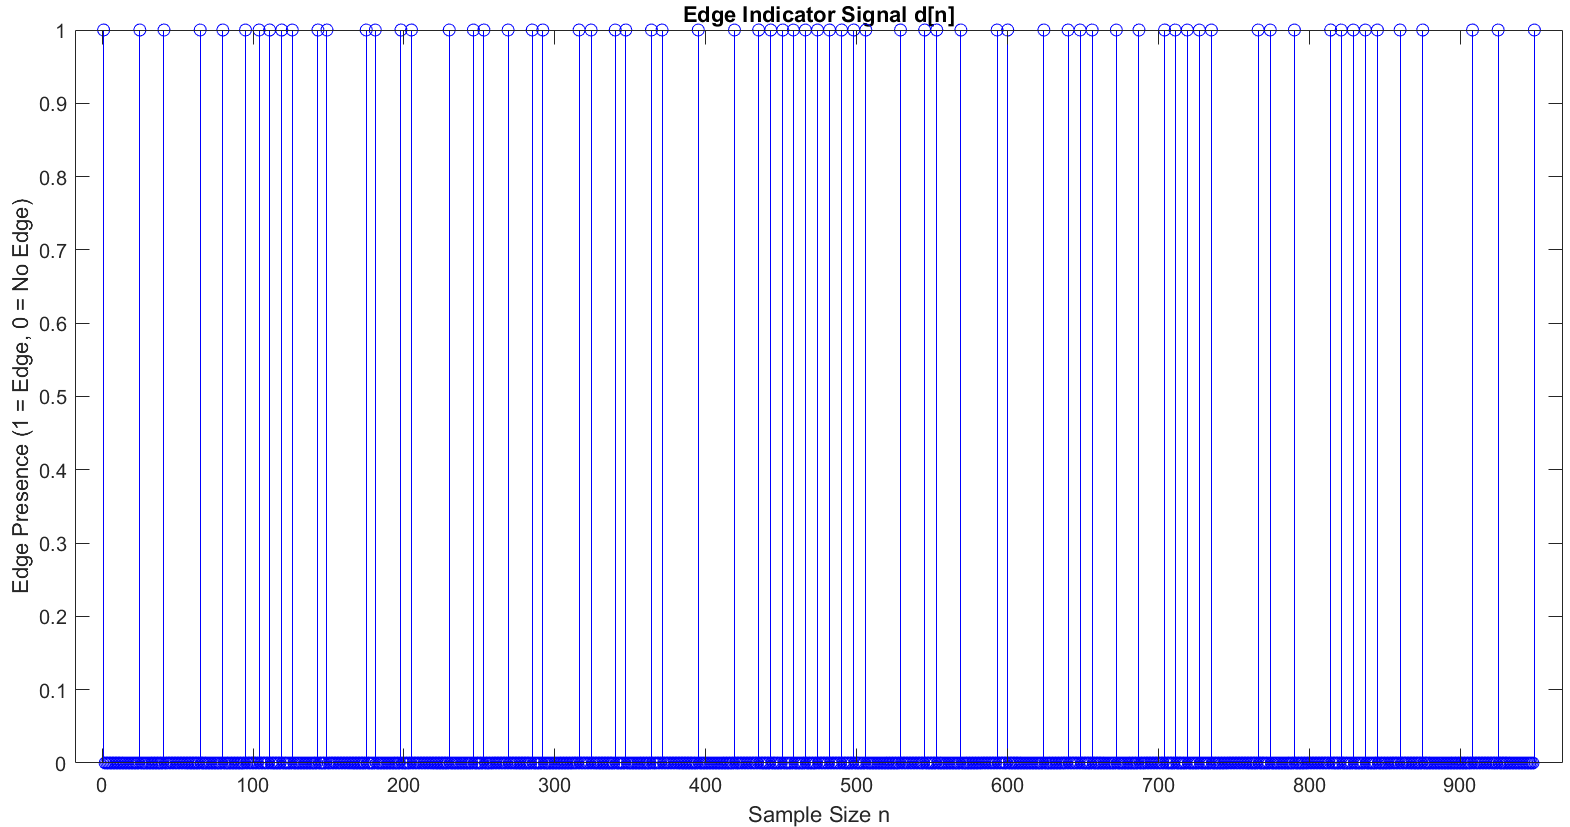 Edge Indicator Signal d[n]
Edge Presence (1 = Edge, 0 = No Edge)
1
0.9
0.8
0.7
0.6
0.5
0.4
0.3
0.2
0.1
0
0 100 200 300 400 500 600 700 800 900
Sample Size n